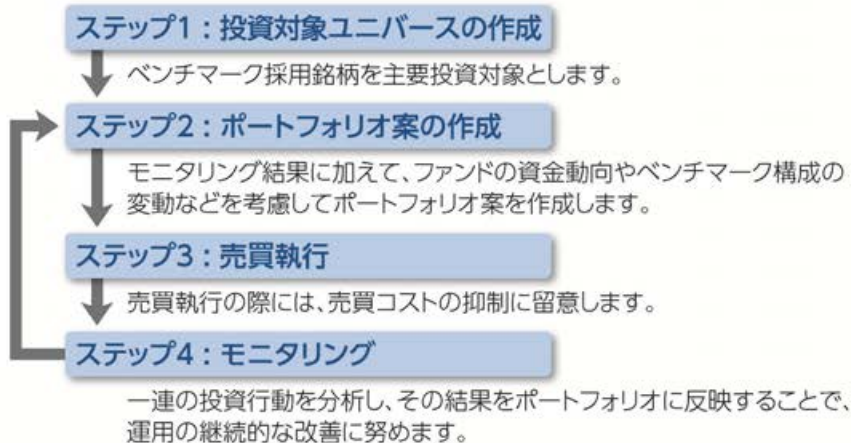 ステップ1：投資対象ユニバースの作成
ベンチマーク採用銘柄を主要投資対象とします。
ステップ2：ポートフォリオ案の作成
モニタリング結果に加えて、ファンドの資金動向やベンチマーク構成の
変動などを考慮してポートフォリオ案を作成します。
ステップ3：売買執行
売買執行の際には、売買コストの抑制に留意します。
ステップ4：モニタリング
一連の投資行動を分析し、その結果をポートフォリオに反映することで、
運用の継続的な改善に努めます。